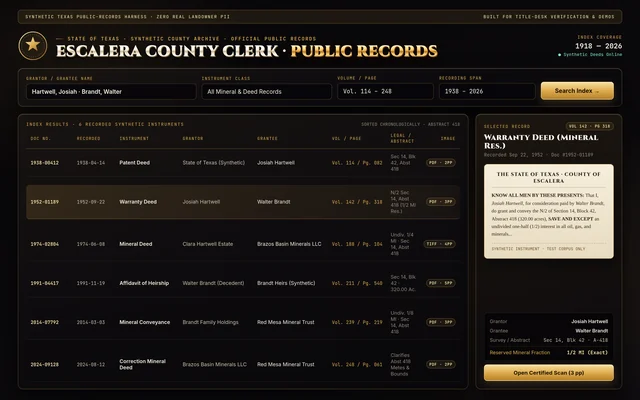 SYNTHETIC TEXAS PUBLIC-RECORDS HARNESS · ZERO REAL LANDOWNER PII
BUILT FOR TITLE-DESK VERIFICATION & DEMOS
STATE OF TEXAS · SYNTHETIC COUNTY ARCHIVE · OFFICIAL PUBLIC RECORDS
ESCALERA COUNTY CLERK · PUBLIC RECORDS
INDEX COVERAGE
1918 — 2026
● Synthetic Deeds Online
GRANTOR / GRANTEE NAME
Hartwell, Josiah · Brandt, Walter
INSTRUMENT CLASS
All Mineral & Deed Records
VOLUME / PAGE
Vol. 114 – 248
RECORDING SPAN
1938 – 2026
Search Index
INDEX RESULTS · 6 RECORDED SYNTHETIC INSTRUMENTS
SORTED CHRONOLOGICALLY · ABSTRACT 418
DOC NO.
RECORDED
INSTRUMENT
GRANTOR
GRANTEE
VOL / PAGE
LEGAL / ABSTRACT
IMAGE
1938-00412
1938-04-14
Patent Deed
State of Texas (Synthetic)
Josiah Hartwell
Vol. 114 / Pg. 082
Sec 14, Blk
42, Abst
418
PDF · 2PP
1952-01189
1952-09-22
Warranty Deed
Josiah Hartwell
Walter Brandt
Vol. 142 / Pg. 318
N/2 Sec
14, Abst
418 (1/2 MI
Res.)
PDF · 3PP
1974-02804
1974-06-08
Mineral Deed
Clara Hartwell Estate
Brazos Basin Minerals LLC
Vol. 188 / Pg. 104
Undiv. 1/4
MI · Sec
14, Abst
418
TIFF · 4PP
1991-04417
1991-11-19
Affidavit of Heirship
Walter Brandt (Decedent)
Brandt Heirs (Synthetic)
Vol. 211 / Pg. 540
Sec 14, Blk
42 ·
320.00 Ac.
PDF · 5PP
2014-07792
2014-03-03
Mineral Conveyance
Brandt Family Holdings
Red Mesa Mineral Trust
Vol. 239 / Pg. 219
Undiv. 1/8
MI · Sec
14, Abst
418
2024-09128
2024-08-12
Correction Mineral
Deed
Brazos Basin Minerals LLC
Red Mesa Mineral Trust
Vol. 248 / Pg. 061
Clarifies
Abst 418
Metes &
Bounds
SELECTED RECORD
VOL 142 · PG 318
Warranty Deed (Mineral
Res.)
Recorded Sep 22, 1952 · Doc #1952-01189
THE STATE OF TEXAS · COUNTY OF
ESCALERA
KNOW ALL MEN BY THESE PRESENTS: That I,
Josiah Hartwell, for consideration paid by Walter Brandt,
do grant and convey the N/2 of Section 14, Block 42,
Abstract 418 (320.00 acres), SAVE AND EXCEPT an
undivided one-half (1/2) interest in all oil, gas, and
minerals...
SYNTHETIC INSTRUMENT · TEST CORPUS ONLY
Grantor
Josiah Hartwell
Grantee
Walter Brandt
Survey / Abstract
Sec 14, Blk 42 · A-418
Reserved Mineral Fraction
1/2 MI (Exact)
Open Certified Scan (3 pp)